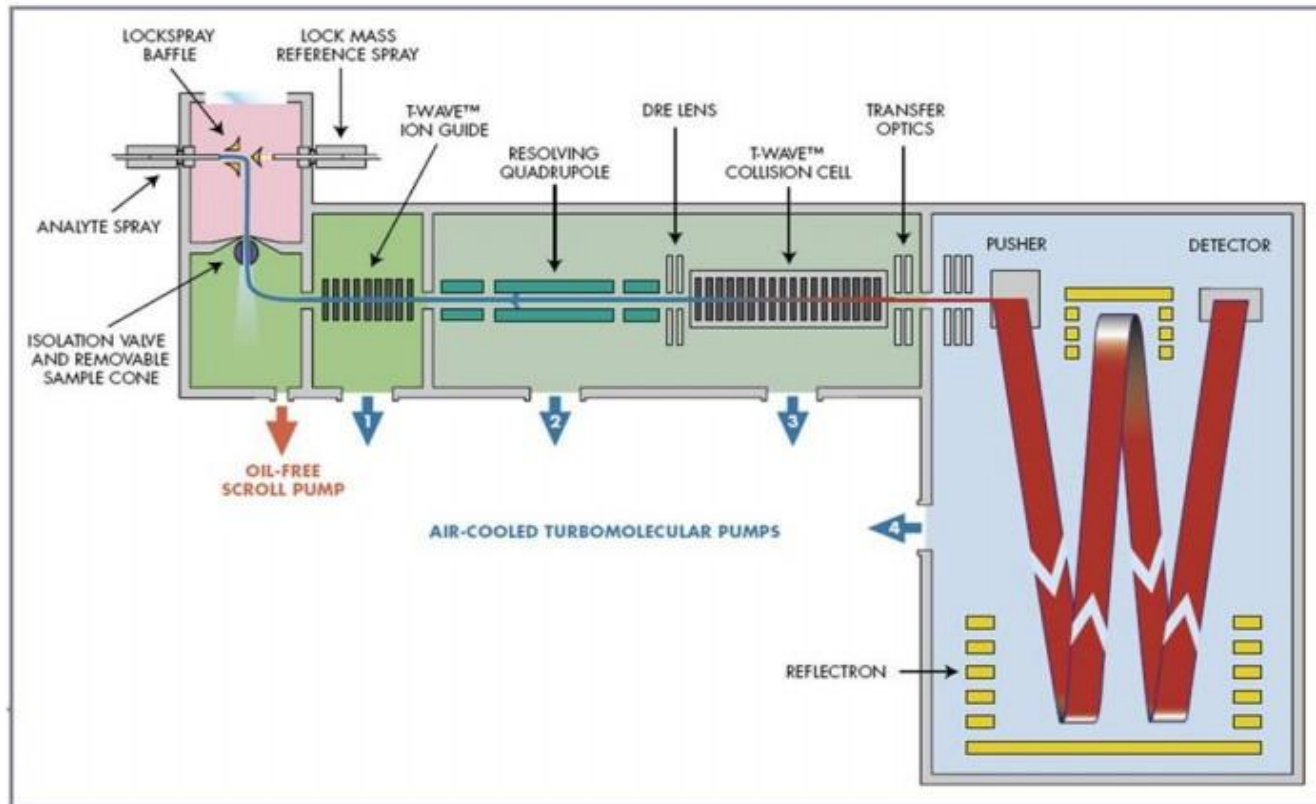 LOCKSPRAY
BAFFLE
LOCK MASS
REFERENCE SPRAY
T-WAVE™
ION GUIDE
DRE LENS
TRANSFER
OPTICS
RESOLVING
QUADRUPOLE
T-WAVE™
COLLISION CELL
ANALYTE SPRAY
PUSHER
DETECTOR
ISOLATION VALVE
AND REMOVABLE
SAMPLE CONE
1
2
3
OIL-FREE
SCROLL PUMP
AIR-COOLED TURBOMOLECULAR PUMPS
4
REFLECTRON